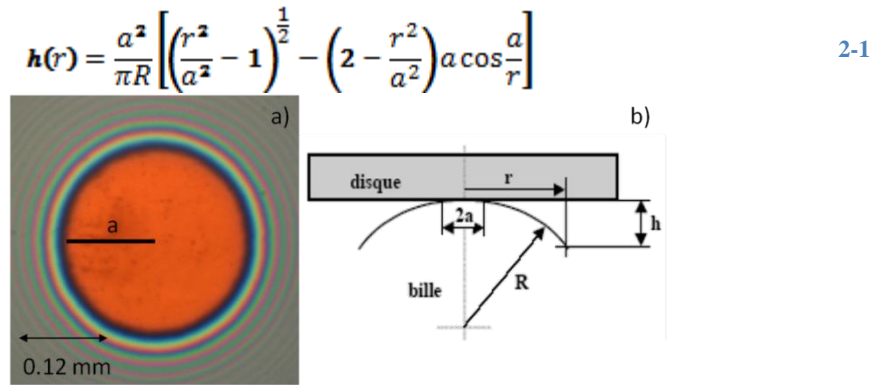 h(r) = a²/πR [(r²/a² − 1)^½ − (2 − r²/a²) a cos a/r] 2-1
a) b)
disque r
a 2a h
bille R
0.12 mm